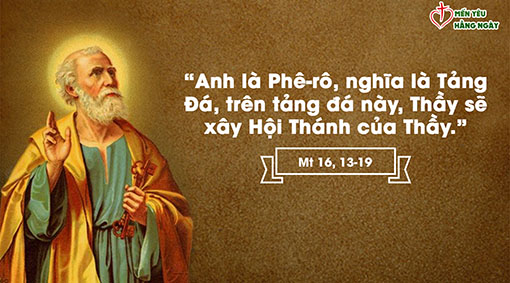 MẾN YÊU
HẰNG NGÀY
“Anh là Phê-rô, nghĩa là Tảng
Đá, trên tảng đá này, Thầy sẽ
xây Hội Thánh của Thầy.”
Mt 16, 13-19